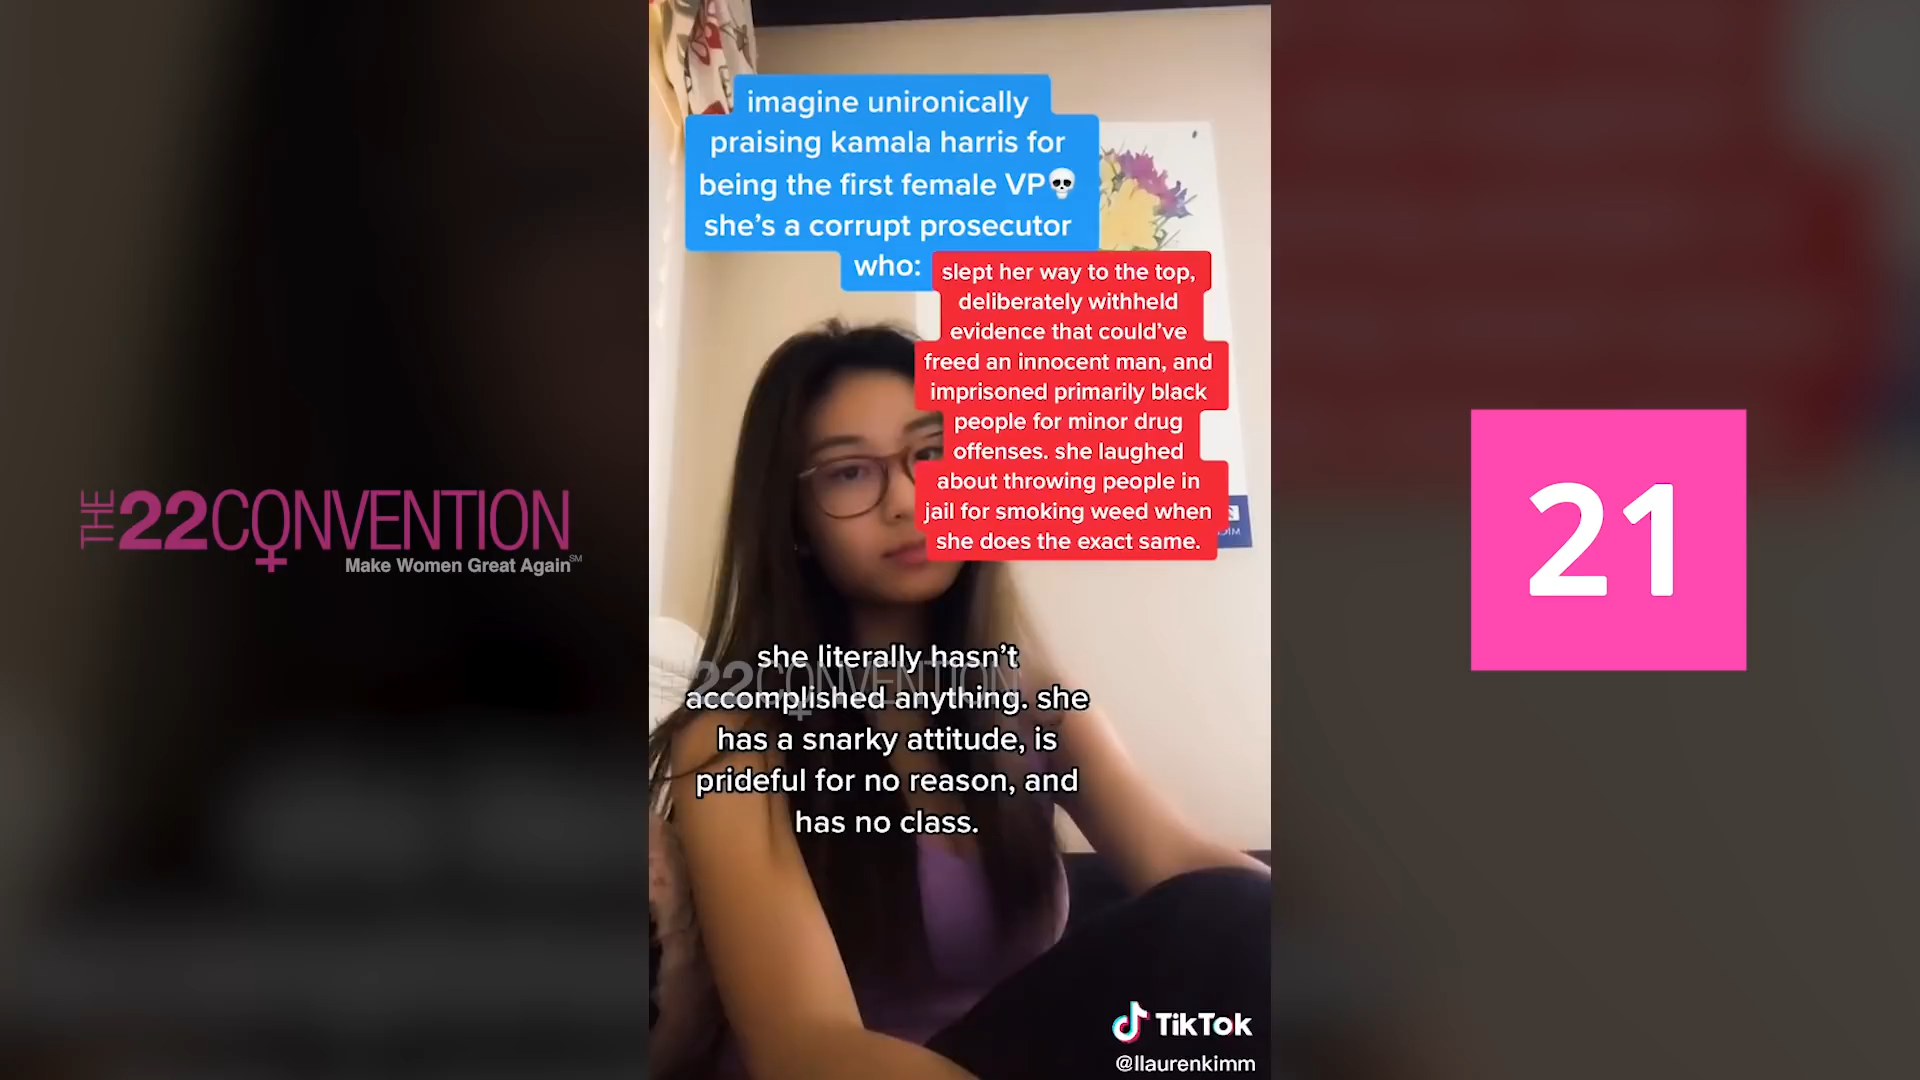 imagine unironically
praising kamala harris for
being the first female VP💀
she's a corrupt prosecutor
who:
slept her way to the top,
deliberately withheld
evidence that could've
freed an innocent man, and
imprisoned primarily black
people for minor drug
offenses. she laughed
about throwing people in
jail for smoking weed when
she does the exact same.
THE 22CONVENTION
Make Women Great Again SM
21
she literally hasn't
22CONVENTION
accomplished anything. she
has a snarky attitude, is
prideful for no reason, and
has no class.
TikTok
@llaurenkimm